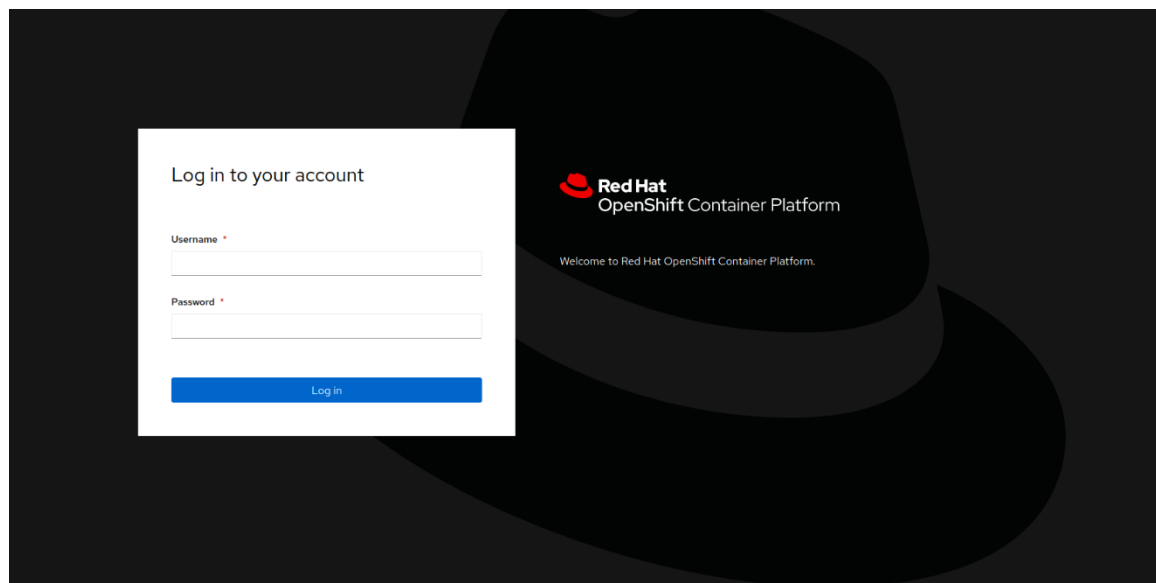 Log in to your account
Username *
Password *
Log in
Red Hat
OpenShift Container Platform
Welcome to Red Hat OpenShift Container Platform.